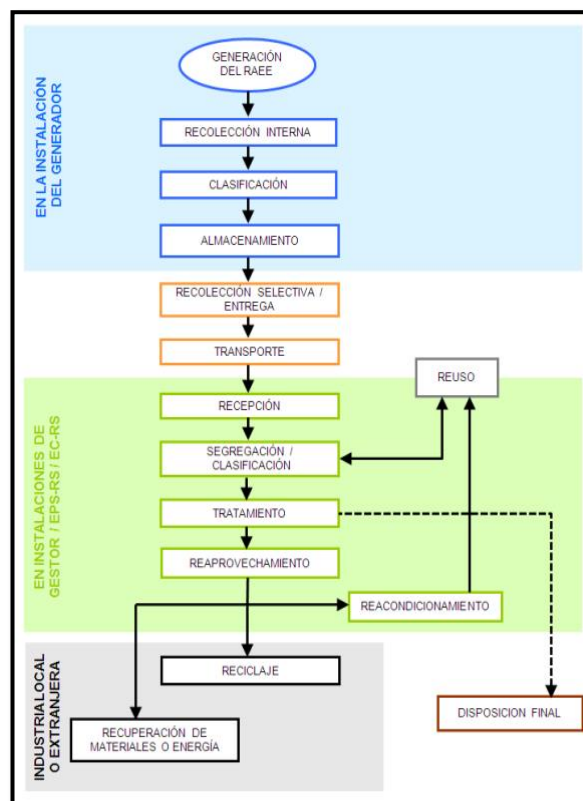 EN LA INSTALACIÓN
DEL GENERADOR
GENERACIÓN
DEL RAEE
RECOLECCIÓN INTERNA
CLASIFICACIÓN
ALMACENAMIENTO
RECOLECCIÓN SELECTIVA /
ENTREGA
TRANSPORTE
EN INSTALACIONES DE
GESTOR / EPS-RS / EC-RS
REUSO
RECEPCIÓN
SEGREGACIÓN /
CLASIFICACIÓN
TRATAMIENTO
REAPROVECHAMIENTO
REACONDICIONAMIENTO
INDUSTRIA LOCAL
O EXTRANJERA
RECICLAJE
RECUPERACIÓN DE
MATERIALES O ENERGÍA
DISPOSICION FINAL